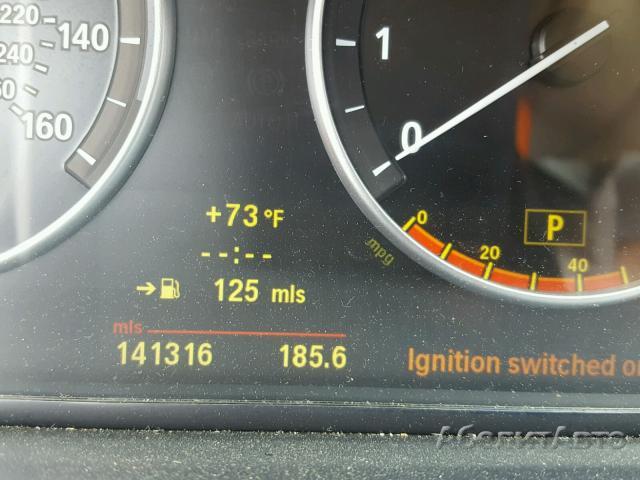 220
140
240
160
1
0
+73°F
--:--
125 mls
mls
141316 185.6
0
20
40
mpg
P
Ignition switched